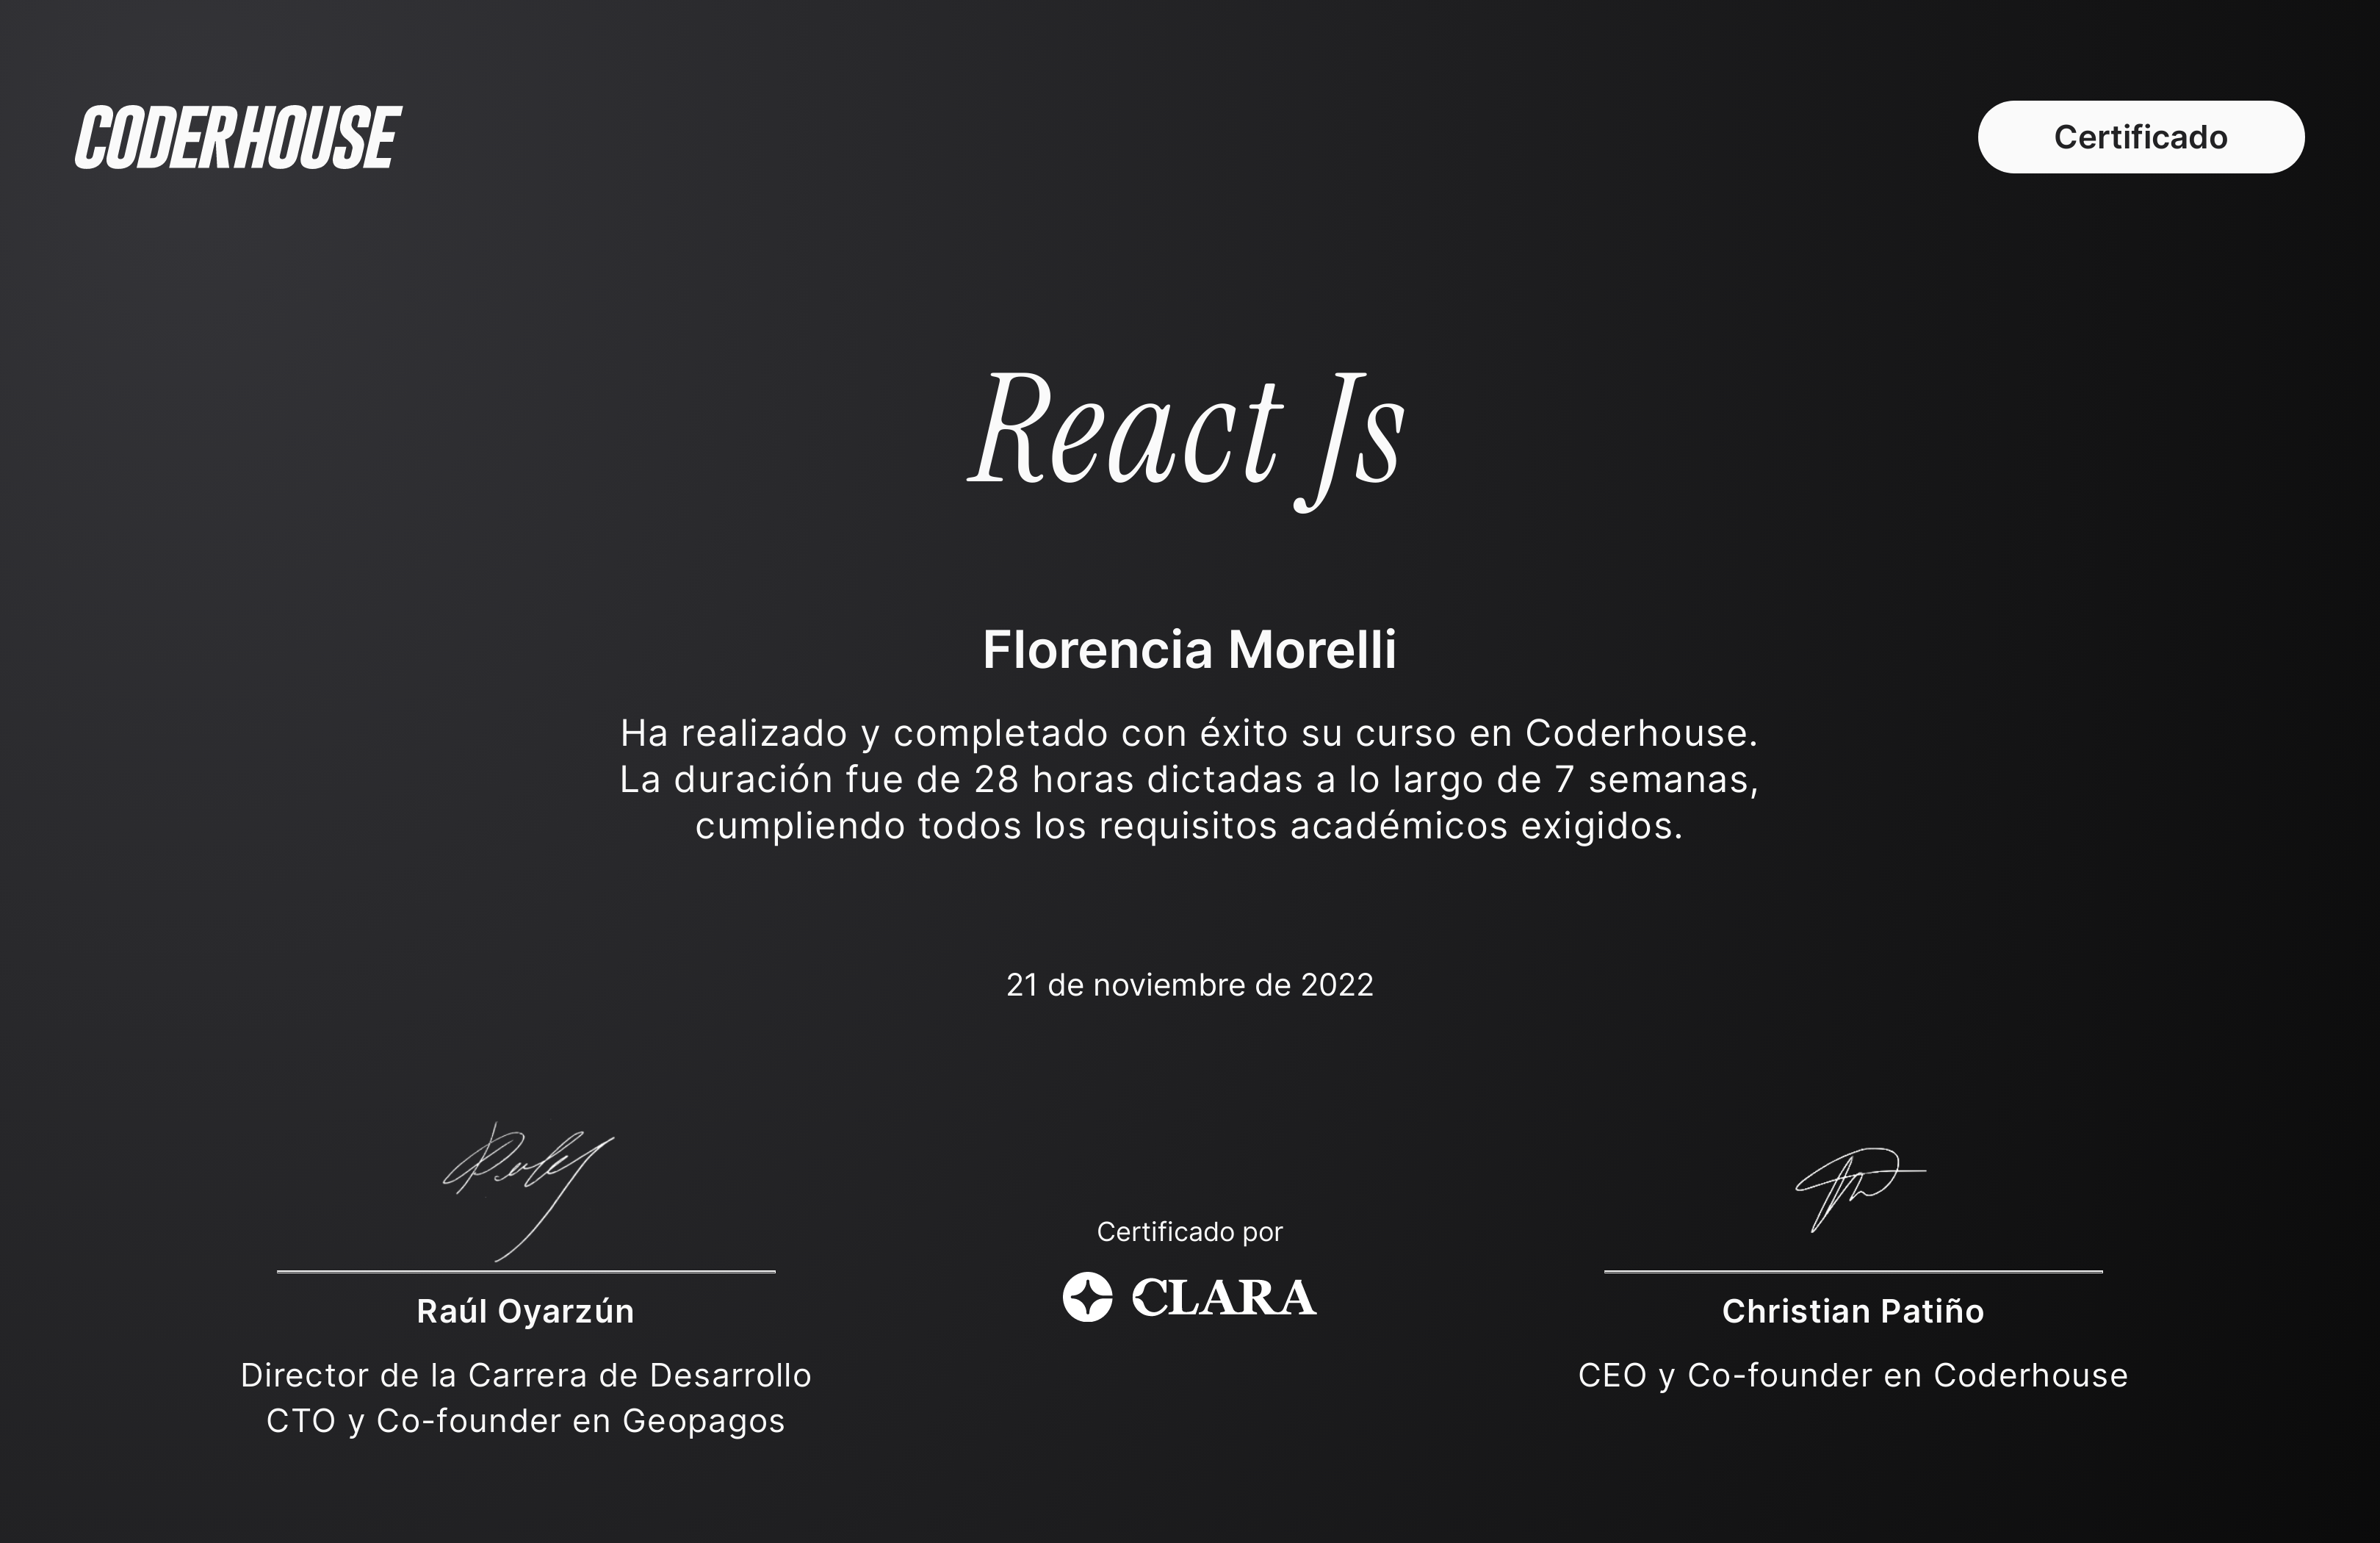 CODERHOUSE
Certificado
React Js
Florencia Morelli
Ha realizado y completado con éxito su curso en Coderhouse.
La duración fue de 28 horas dictadas a lo largo de 7 semanas,
cumpliendo todos los requisitos académicos exigidos.
21 de noviembre de 2022
Raúl Oyarzún
Director de la Carrera de Desarrollo
CTO y Co-founder en Geopagos
Certificado por
CLARA
Christian Patiño
CEO y Co-founder en Coderhouse